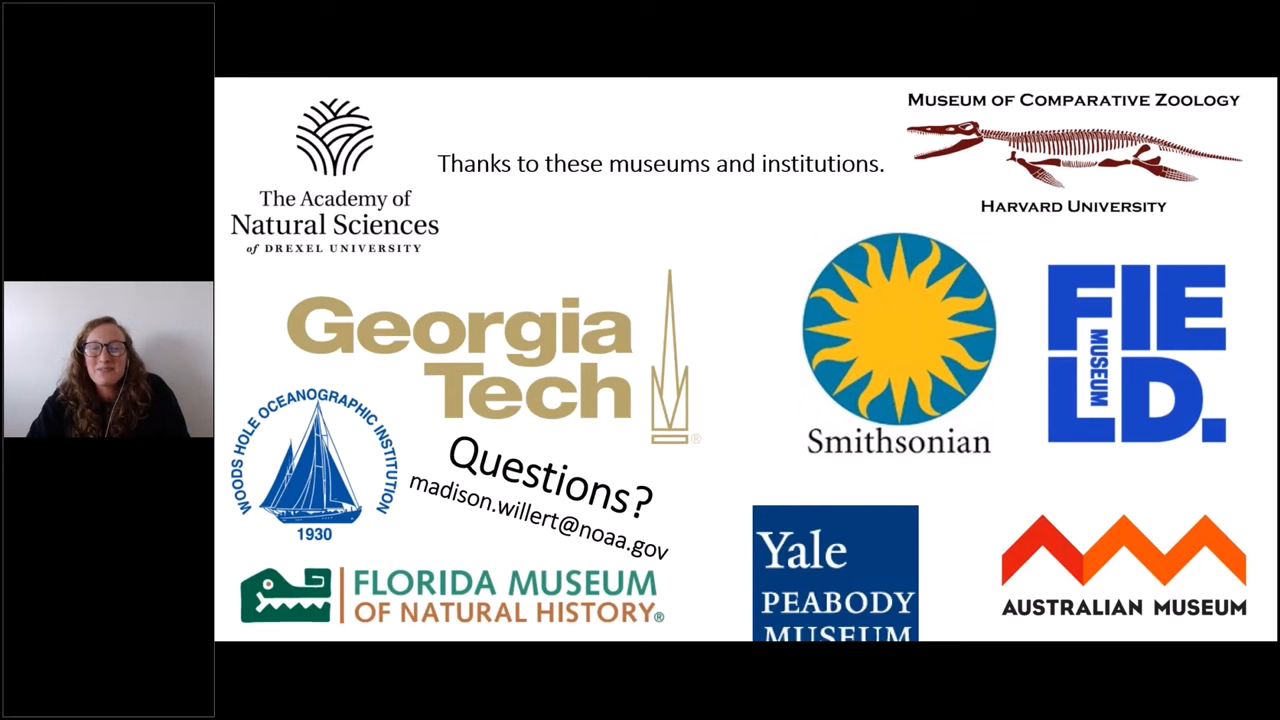 The Academy of
Natural Sciences
of DREXEL UNIVERSITY
Thanks to these museums and institutions.
MUSEUM OF COMPARATIVE ZOOLOGY
HARVARD UNIVERSITY
Georgia
Tech
®
Smithsonian
FIELD.
MUSEUM
WOODS HOLE OCEANOGRAPHIC INSTITUTION
1930
Questions?
madison.willert@noaa.gov
FLORIDA MUSEUM
OF NATURAL HISTORY®
Yale
PEABODY
MUSEUM
AUSTRALIAN MUSEUM